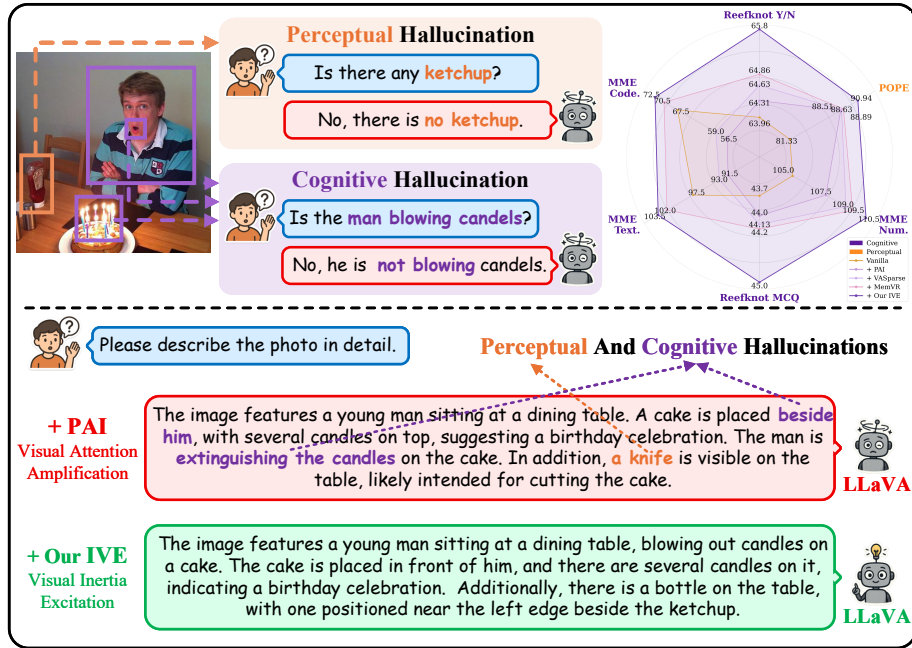 Perceptual Hallucination
Is there any ketchup?
No, there is no ketchup.
Cognitive Hallucination
Is the man blowing candels?
No, he is not blowing candels.
Reefknot Y/N
65.8
64.86
64.63
64.31
63.96
POPE
90.94
88.89
88.63
88.51
81.33
MME
Num.
110.5
109.5
109.0
107.5
105.0
Reefknot MCQ
45.0
44.2
44.13
44.0
43.7
MME
Text.
103.5
102.0
97.5
93.0
91.5
MME
Code.
72.5
70.5
67.5
59.0
56.5
Cognitive
Perceptual
Vanilla
+ PAI
+ VASparse
+ MemVR
+ Our IVE
Please describe the photo in detail.
Perceptual And Cognitive Hallucinations
+ PAI
Visual Attention
Amplification
The image features a young man sitting at a dining table. A cake is placed beside
him, with several candles on top, suggesting a birthday celebration. The man is
extinguishing the candles on the cake. In addition, a knife is visible on the
table, likely intended for cutting the cake.
LLaVA
+ Our IVE
Visual Inertia
Excitation
The image features a young man sitting at a dining table, blowing out candles on
a cake. The cake is placed in front of him, and there are several candles on it,
indicating a birthday celebration. Additionally, there is a bottle on the table,
with one positioned near the left edge beside the ketchup.
LLaVA